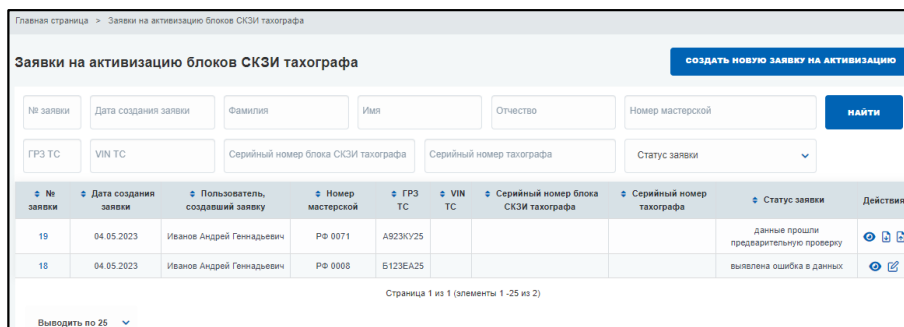 Главная страница > Заявки на активизацию блоков СКЗИ тахографа
Заявки на активизацию блоков СКЗИ тахографа
СОЗДАТЬ НОВУЮ ЗАЯВКУ НА АКТИВИЗАЦИЮ
№ заявки Дата создания заявки Фамилия Имя Отчество Номер мастерской НАЙТИ
ГРЗ ТС VIN ТС Серийный номер блока СКЗИ тахографа Серийный номер тахографа Статус заявки
№ заявки Дата создания заявки Пользователь, создавший заявку Номер мастерской ГРЗ ТС VIN ТС Серийный номер блока СКЗИ тахографа Серийный номер тахографа Статус заявки Действия
19 04.05.2023 Иванов Андрей Геннадьевич РФ 0071 А923КУ25 данные прошли предварительную проверку
18 04.05.2023 Иванов Андрей Геннадьевич РФ 0008 Б123ЕА25 выявлена ошибка в данных
Страница 1 из 1 (элементы 1 -25 из 2)
Выводить по 25